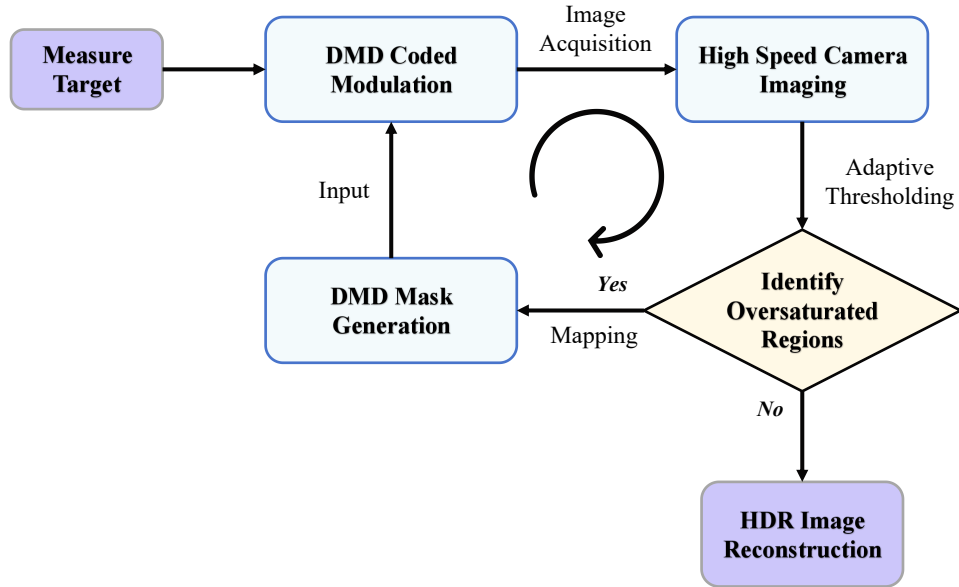 Measure
Target
DMD Coded
Modulation
Image
Acquisition
High Speed Camera
Imaging
Adaptive
Thresholding
Input
DMD Mask
Generation
Yes
Mapping
Identify
Oversaturated
Regions
No
HDR Image
Reconstruction